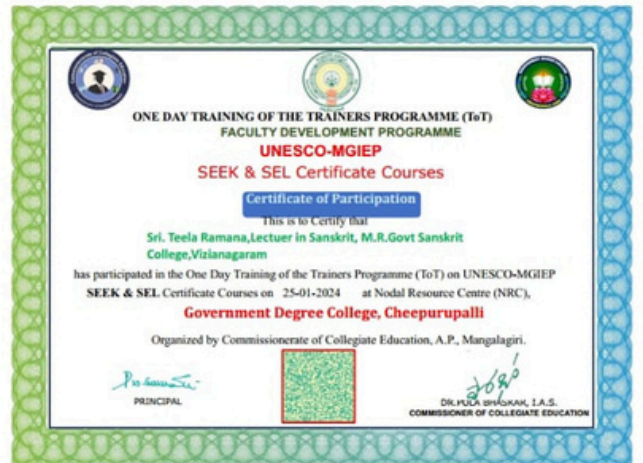 ONE DAY TRAINING OF THE TRAINERS PROGRAMME (ToT)
FACULTY DEVELOPMENT PROGRAMME
UNESCO-MGIEP
SEEK & SEL Certificate Courses
Certificate of Participation
This is to Certify that
Sri. Teela Ramana,Lectuer in Sanskrit, M.R.Govt Sanskrit
College,Vizianagaram
has participated in the One Day Training of the Trainers Programme (ToT) on UNESCO-MGIEP
SEEK & SEL Certificate Courses on 25-01-2024 at Nodal Resource Centre (NRC),
Government Degree College, Cheepurupalli
Organized by Commissionerate of Collegiate Education, A.P., Mangalagiri.
PRINCIPAL
DR.POLA BHASKAR, I.A.S.
COMMISSIONER OF COLLEGIATE EDUCATION